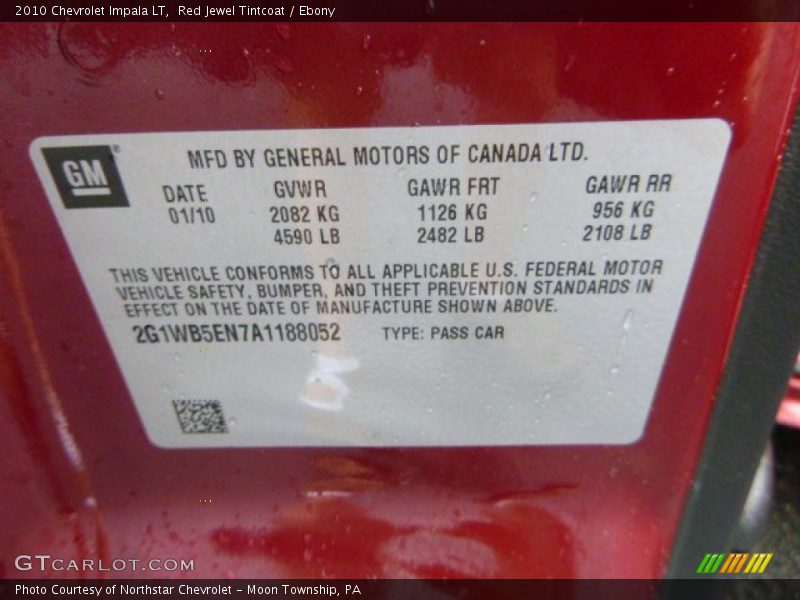 2010 Chevrolet Impala LT,  Red Jewel Tintcoat / Ebony
GM®
MFD BY GENERAL MOTORS OF CANADA LTD.
DATE GVWR GAWR FRT GAWR RR
01/10 2082 KG 1126 KG 956 KG
4590 LB 2482 LB 2108 LB
THIS VEHICLE CONFORMS TO ALL APPLICABLE U.S. FEDERAL MOTOR
VEHICLE SAFETY, BUMPER, AND THEFT PREVENTION STANDARDS IN
EFFECT ON THE DATE OF MANUFACTURE SHOWN ABOVE.
2G1WB5EN7A1188052 TYPE: PASS CAR
GTCARLOT.COM
Photo Courtesy of Northstar Chevrolet - Moon Township, PA